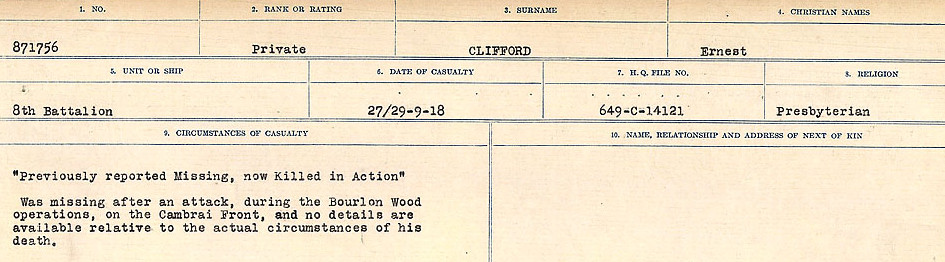 1. NO. 2. RANK OR RATING 3. SURNAME 4. CHRISTIAN NAMES
871756 Private CLIFFORD Ernest
5. UNIT OR SHIP 6. DATE OF CASUALTY 7. H.Q. FILE NO. 8. RELIGION
8th Battalion 27/29-9-18 649-C-14121 Presbyterian
9. CIRCUMSTANCES OF CASUALTY 10. NAME, RELATIONSHIP AND ADDRESS OF NEXT OF KIN
"Previously reported Missing, now Killed in Action"
Was missing after an attack, during the Bourlon Wood
operations, on the Cambrai Front, and no details are
available relative to the actual circumstances of his
death.